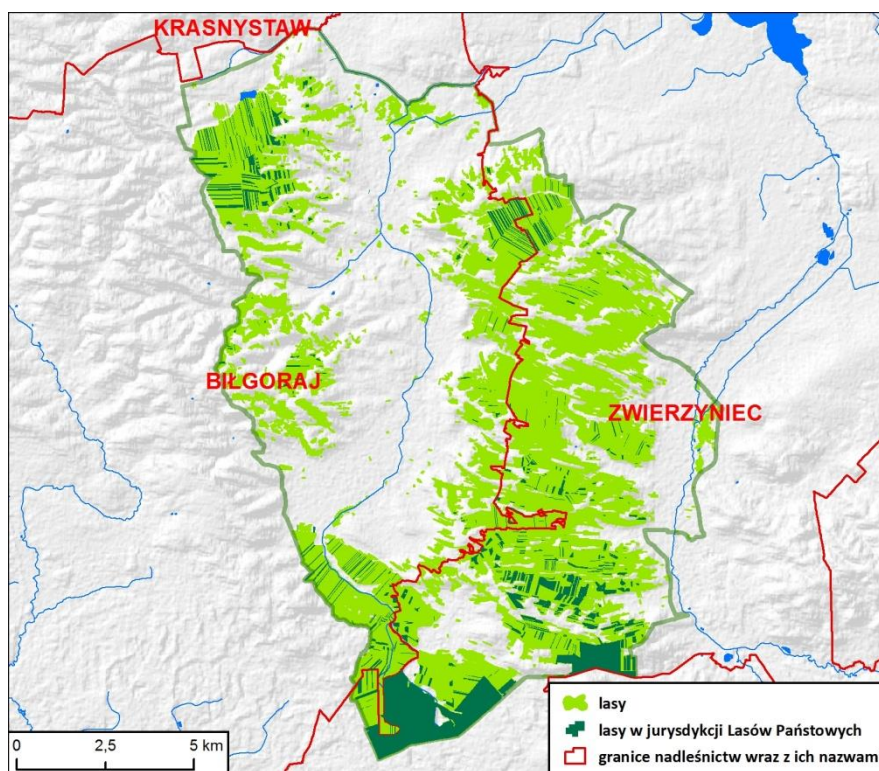 KRASNYSTAW
BIŁGORAJ
ZWIERZYNIEC
0 2,5 5 km
lasy
lasy w jurysdykcji Lasów Państwowych
granice nadleśnictw wraz z ich nazwam